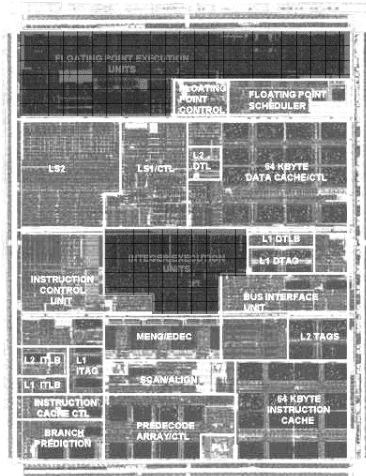 FLOATING POINT EXECUTION
UNITS
FLOATING
POINT
CONTROL
FLOATING POINT
SCHEDULER
LS2
LS1/CTL
L2
DTL
B
64 KBYTE
DATA CACHE/CTL
INSTRUCTION
CONTROL
UNIT
INTEGER EXECUTION
UNITS
L1 DTLB
L1 DTAG
BUS INTERFACE
UNIT
MENG/EDEC
L2 TAGS
L2 ITLB
L1
ITAG
L1 ITLB
SCAN/ALIGN
INSTRUCTION
CACHE CTL
BRANCH
PREDICTION
PREDECODE
ARRAY/CTL
64 KBYTE
INSTRUCTION
CACHE